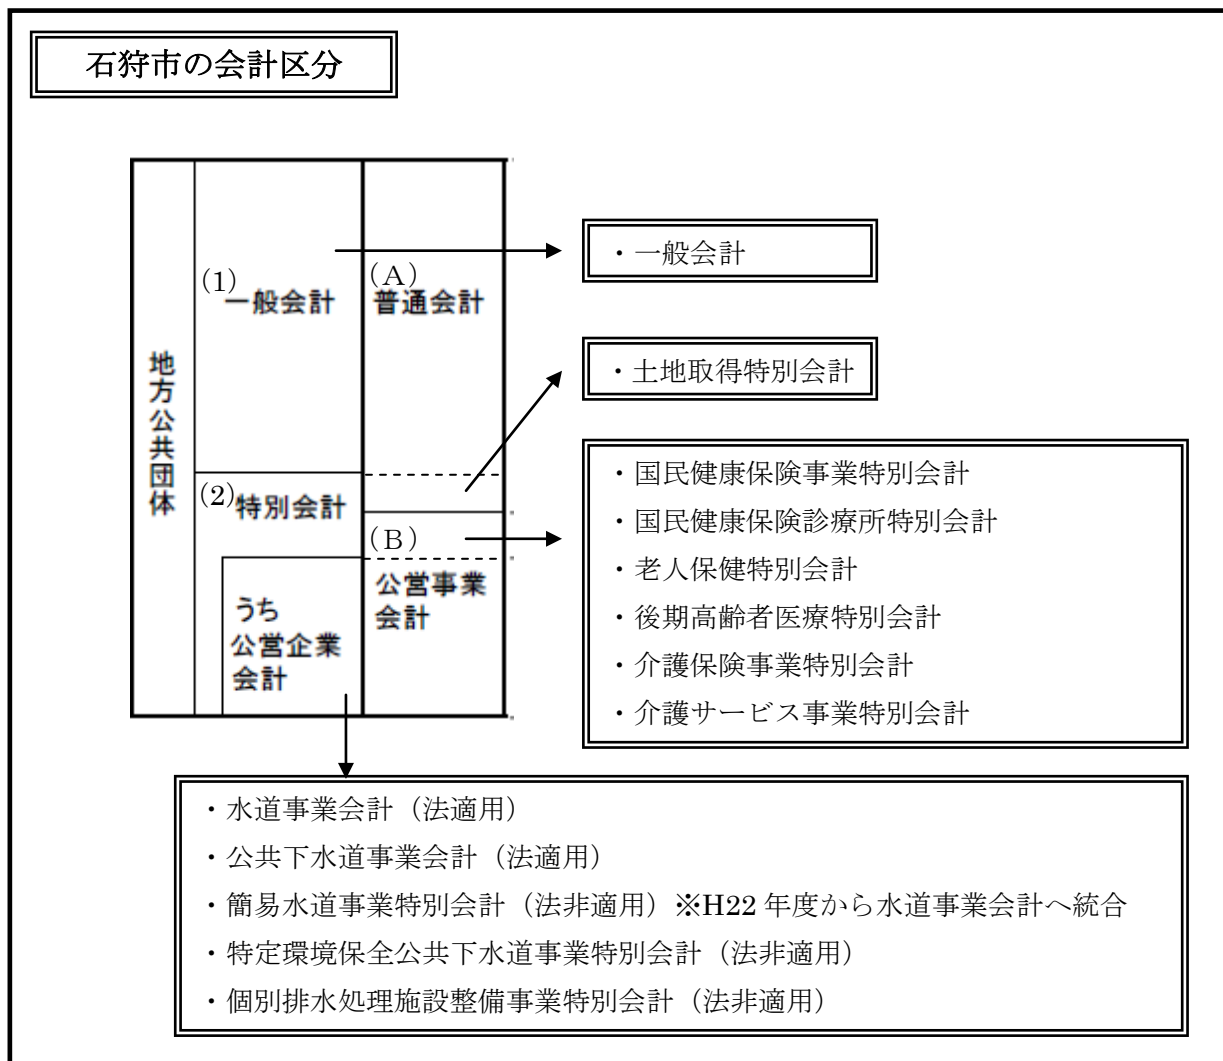 石狩市の会計区分
地方公共団体
(1)
一般会計
(A)
普通会計
(2)
特別会計
(B)
公営事業
会計
うち
公営企業
会計
・一般会計
・土地取得特別会計
・国民健康保険事業特別会計
・国民健康保険診療所特別会計
・老人保健特別会計
・後期高齢者医療特別会計
・介護保険事業特別会計
・介護サービス事業特別会計
・水道事業会計（法適用）
・公共下水道事業会計（法適用）
・簡易水道事業特別会計（法非適用）※H22 年度から水道事業会計へ統合
・特定環境保全公共下水道事業特別会計（法非適用）
・個別排水処理施設整備事業特別会計（法非適用）